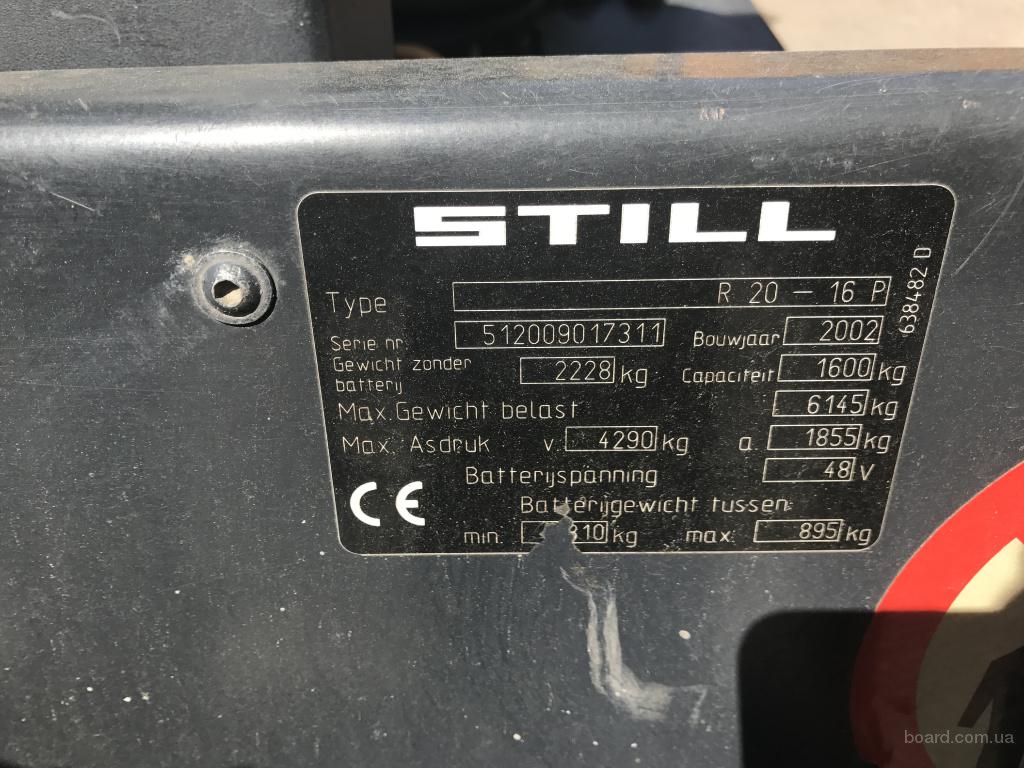 STILL
638482 D
Type R 20 – 16 P
Serie nr. 512009017311 Bouwjaar 2002
Gewicht zonder batterij 2228 kg Capaciteit 1600 kg
Max. Gewicht belast 6145 kg
Max. Asdruk v. 4290 kg a. 1855 kg
Batterijspanning 48 V
CE
Batterijgewicht tussen:
min. kg max. 895 kg
board.com.ua